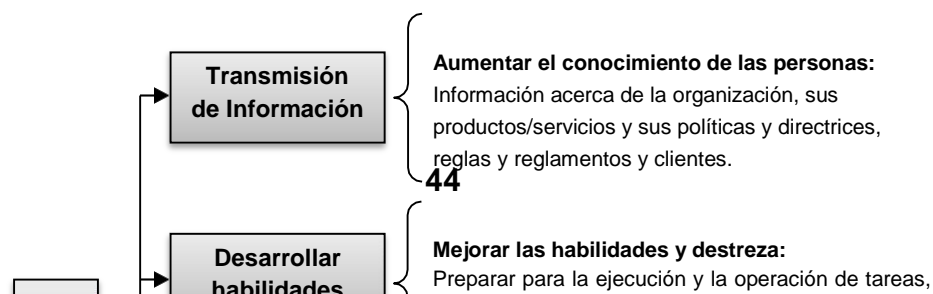 Transmisión
de Información
Aumentar el conocimiento de las personas:
Información acerca de la organización, sus
productos/servicios y sus políticas y directrices,
reglas y reglamentos y clientes.
44
Desarrollar
habilidades
Mejorar las habilidades y destreza:
Preparar para la ejecución y la operación de tareas,